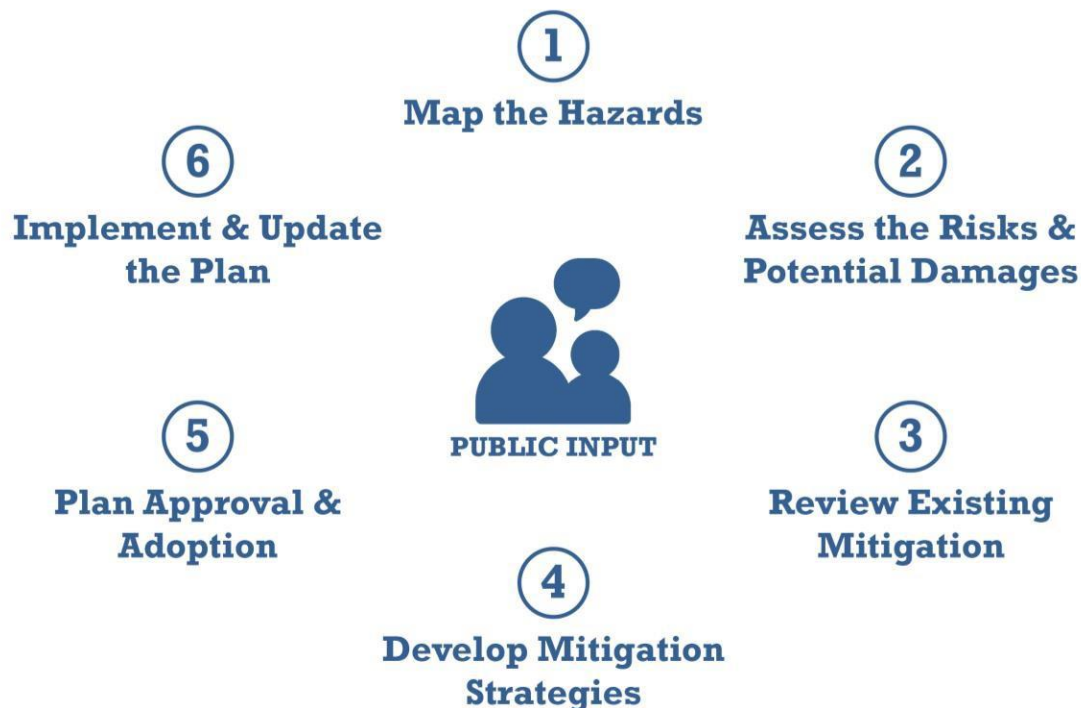 1
Map the Hazards
2
Assess the Risks &
Potential Damages
3
Review Existing
Mitigation
4
Develop Mitigation
Strategies
5
Plan Approval &
Adoption
6
Implement & Update
the Plan
PUBLIC INPUT